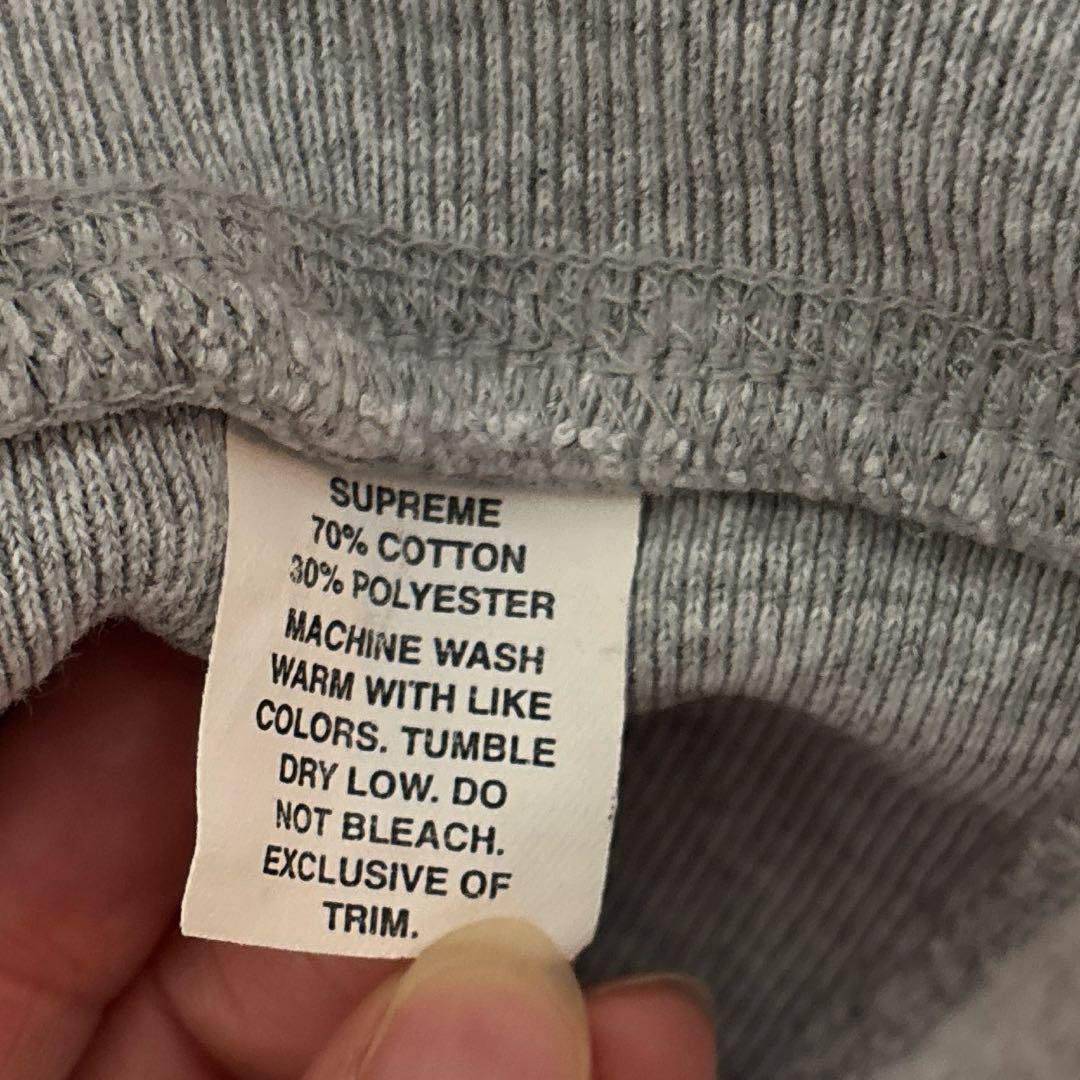 SUPREME
70% COTTON
30% POLYESTER
MACHINE WASH
WARM WITH LIKE
COLORS. TUMBLE
DRY LOW. DO
NOT BLEACH.
EXCLUSIVE OF
TRIM.